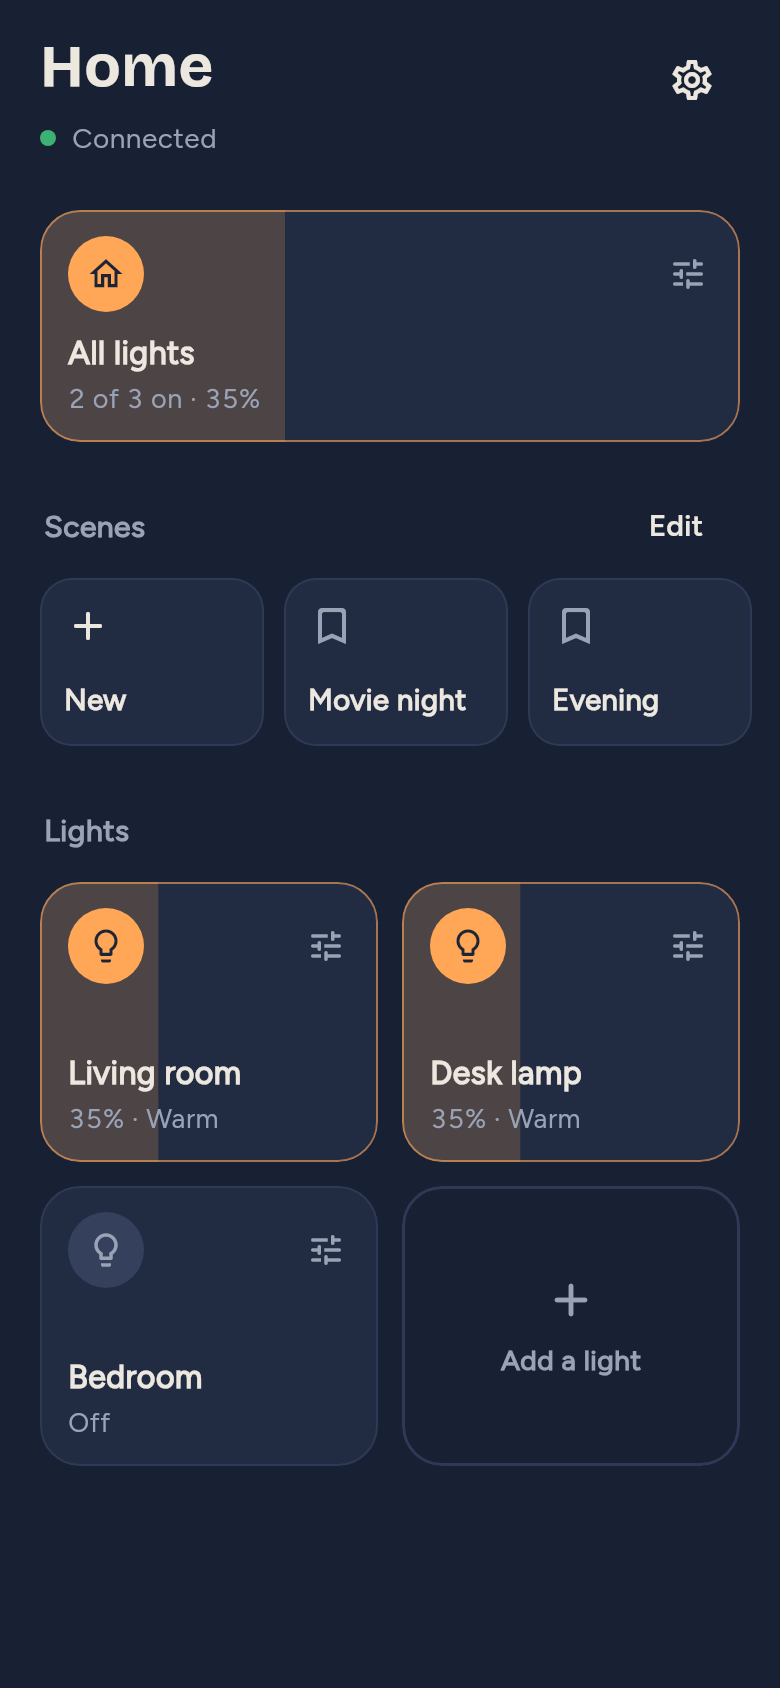 Home
Connected
All lights
2 of 3 on · 35%
Scenes
Edit
New
Movie night
Evening
Lights
Living room
35% · Warm
Desk lamp
35% · Warm
Bedroom
Off
Add a light